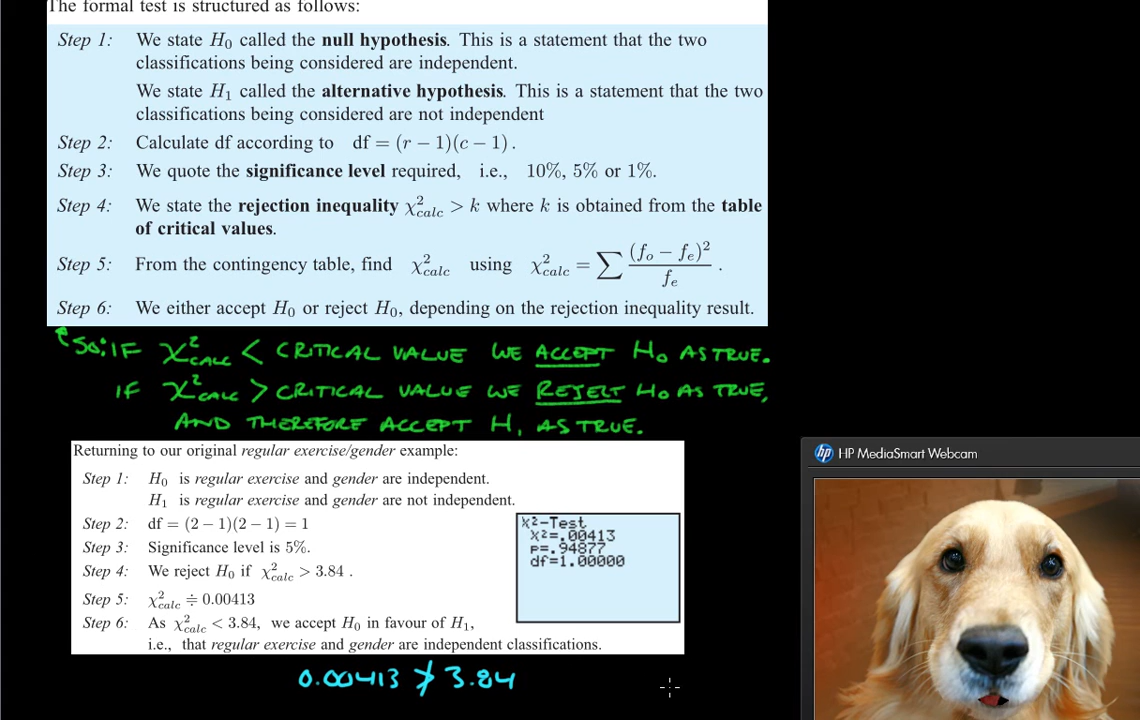 The formal test is structured as follows:
Step 1: We state H₀ called the null hypothesis. This is a statement that the two
classifications being considered are independent.
We state H₁ called the alternative hypothesis. This is a statement that the two
classifications being considered are not independent
Step 2: Calculate df according to df = (r − 1)(c − 1).
Step 3: We quote the significance level required, i.e., 10%, 5% or 1%.
Step 4: We state the rejection inequality χ²calc > k where k is obtained from the table
of critical values.
Step 5: From the contingency table, find χ²calc using χ²calc = ∑ (fₒ − fₑ)² / fₑ .
Step 6: We either accept H₀ or reject H₀, depending on the rejection inequality result.
SO: IF χ²CALC < CRITICAL VALUE WE ACCEPT H₀ AS TRUE.
IF χ²CALC > CRITICAL VALUE WE REJECT H₀ AS TRUE,
AND THEREFORE ACCEPT H₁ AS TRUE.
Returning to our original regular exercise/gender example:
Step 1: H₀ is regular exercise and gender are independent.
H₁ is regular exercise and gender are not independent.
Step 2: df = (2 − 1)(2 − 1) = 1
Step 3: Significance level is 5%.
Step 4: We reject H₀ if χ²calc > 3.84 .
Step 5: χ²calc ≑ 0.00413
Step 6: As χ²calc < 3.84, we accept H₀ in favour of H₁,
i.e., that regular exercise and gender are independent classifications.
χ²-Test
χ²=.00413
p=.94877
df=1.00000
0.00413 ≯ 3.84
hp HP MediaSmart Webcam